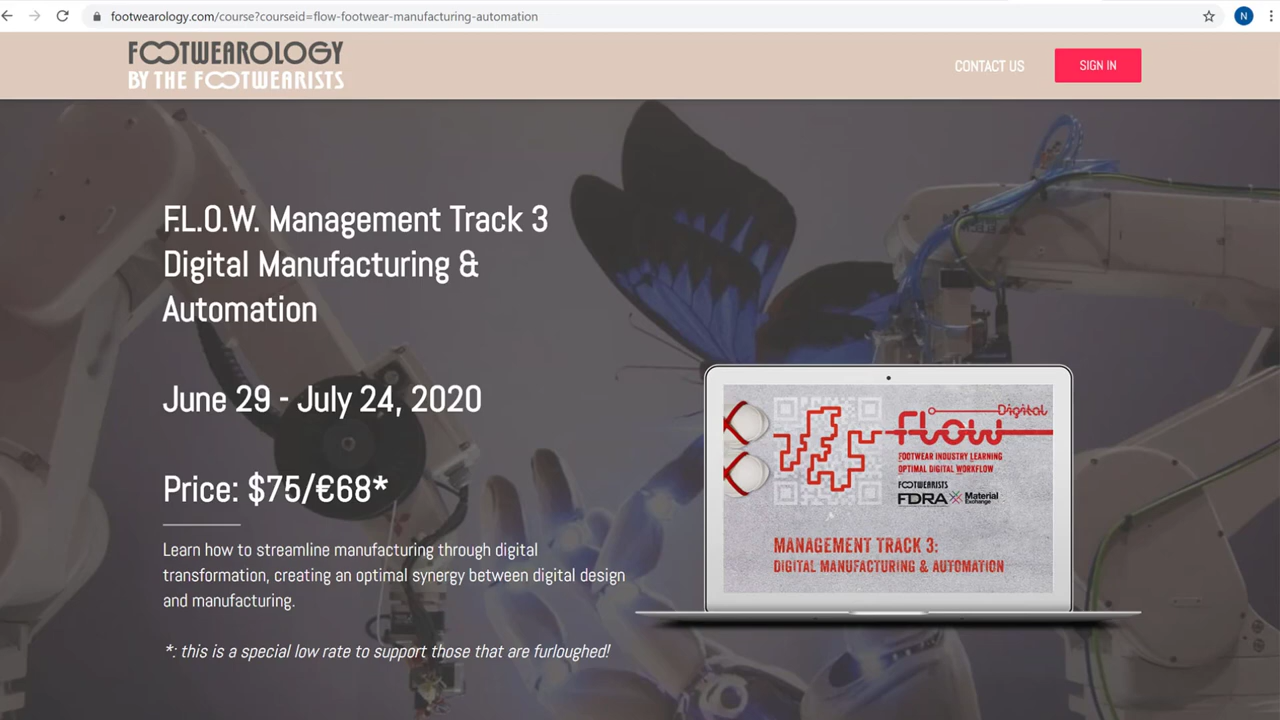 footwearology.com/course?courseid=flow-footwear-manufacturing-automation
N
FOOTWEAROLOGY
BY THE FOOTWEARISTS
CONTACT US
SIGN IN
F.L.O.W. Management Track 3
Digital Manufacturing &
Automation
June 29 - July 24, 2020
Price: $75/€68*
Learn how to streamline manufacturing through digital
transformation, creating an optimal synergy between digital design
and manufacturing.
*: this is a special low rate to support those that are furloughed!
Digital
flow
FOOTWEAR INDUSTRY LEARNING
OPTIMAL DIGITAL WORKFLOW
FOOTWEARISTS
FDRA Material
Exchange
MANAGEMENT TRACK 3:
DIGITAL MANUFACTURING & AUTOMATION